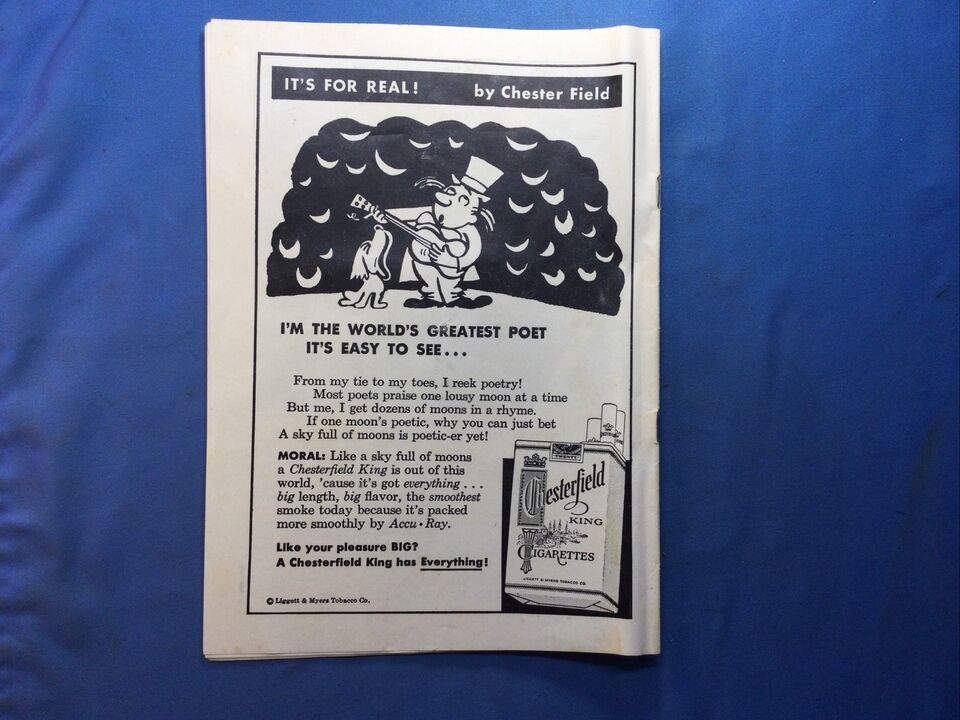 IT'S FOR REAL! by Chester Field
I'M THE WORLD'S GREATEST POET
IT'S EASY TO SEE...
From my tie to my toes, I reek poetry!
Most poets praise one lousy moon at a time
But me, I get dozens of moons in a rhyme.
If one moon's poetic, why you can just bet
A sky full of moons is poetic-er yet!
MORAL: Like a sky full of moons
a Chesterfield King is out of this
world, 'cause it's got everything...
big length, big flavor, the smoothest
smoke today because it's packed
more smoothly by Accu•Ray.
Like your pleasure BIG?
A Chesterfield King has Everything!
© Liggett & Myers Tobacco Co.
TWENTY
Chesterfield
KING
CIGARETTES
LIGGETT & MYERS TOBACCO CO.